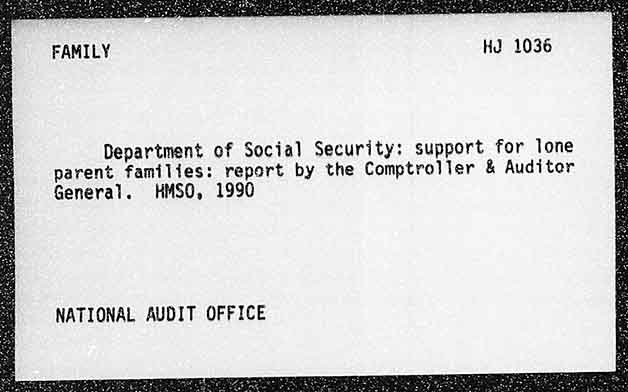 FAMILY HJ 1036
Department of Social Security: support for lone
parent families: report by the Comptroller & Auditor
General. HMSO, 1990
NATIONAL AUDIT OFFICE